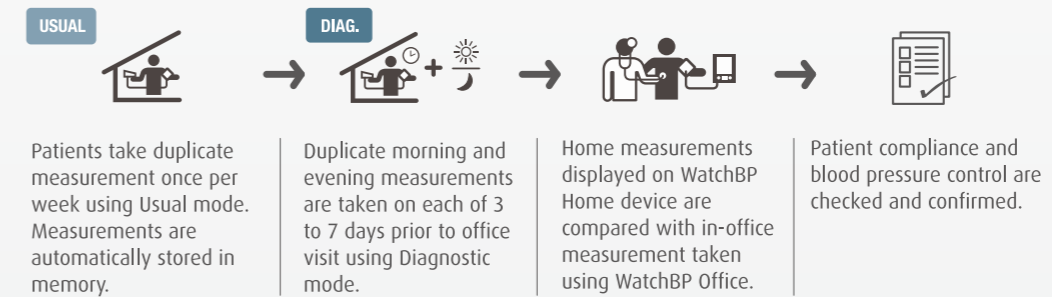 USUAL
DIAG.
Patients take duplicate
measurement once per
week using Usual mode.
Measurements are
automatically stored in
memory.
Duplicate morning and
evening measurements
are taken on each of 3
to 7 days prior to office
visit using Diagnostic
mode.
Home measurements
displayed on WatchBP
Home device are
compared with in-office
measurement taken
using WatchBP Office.
Patient compliance and
blood pressure control are
checked and confirmed.